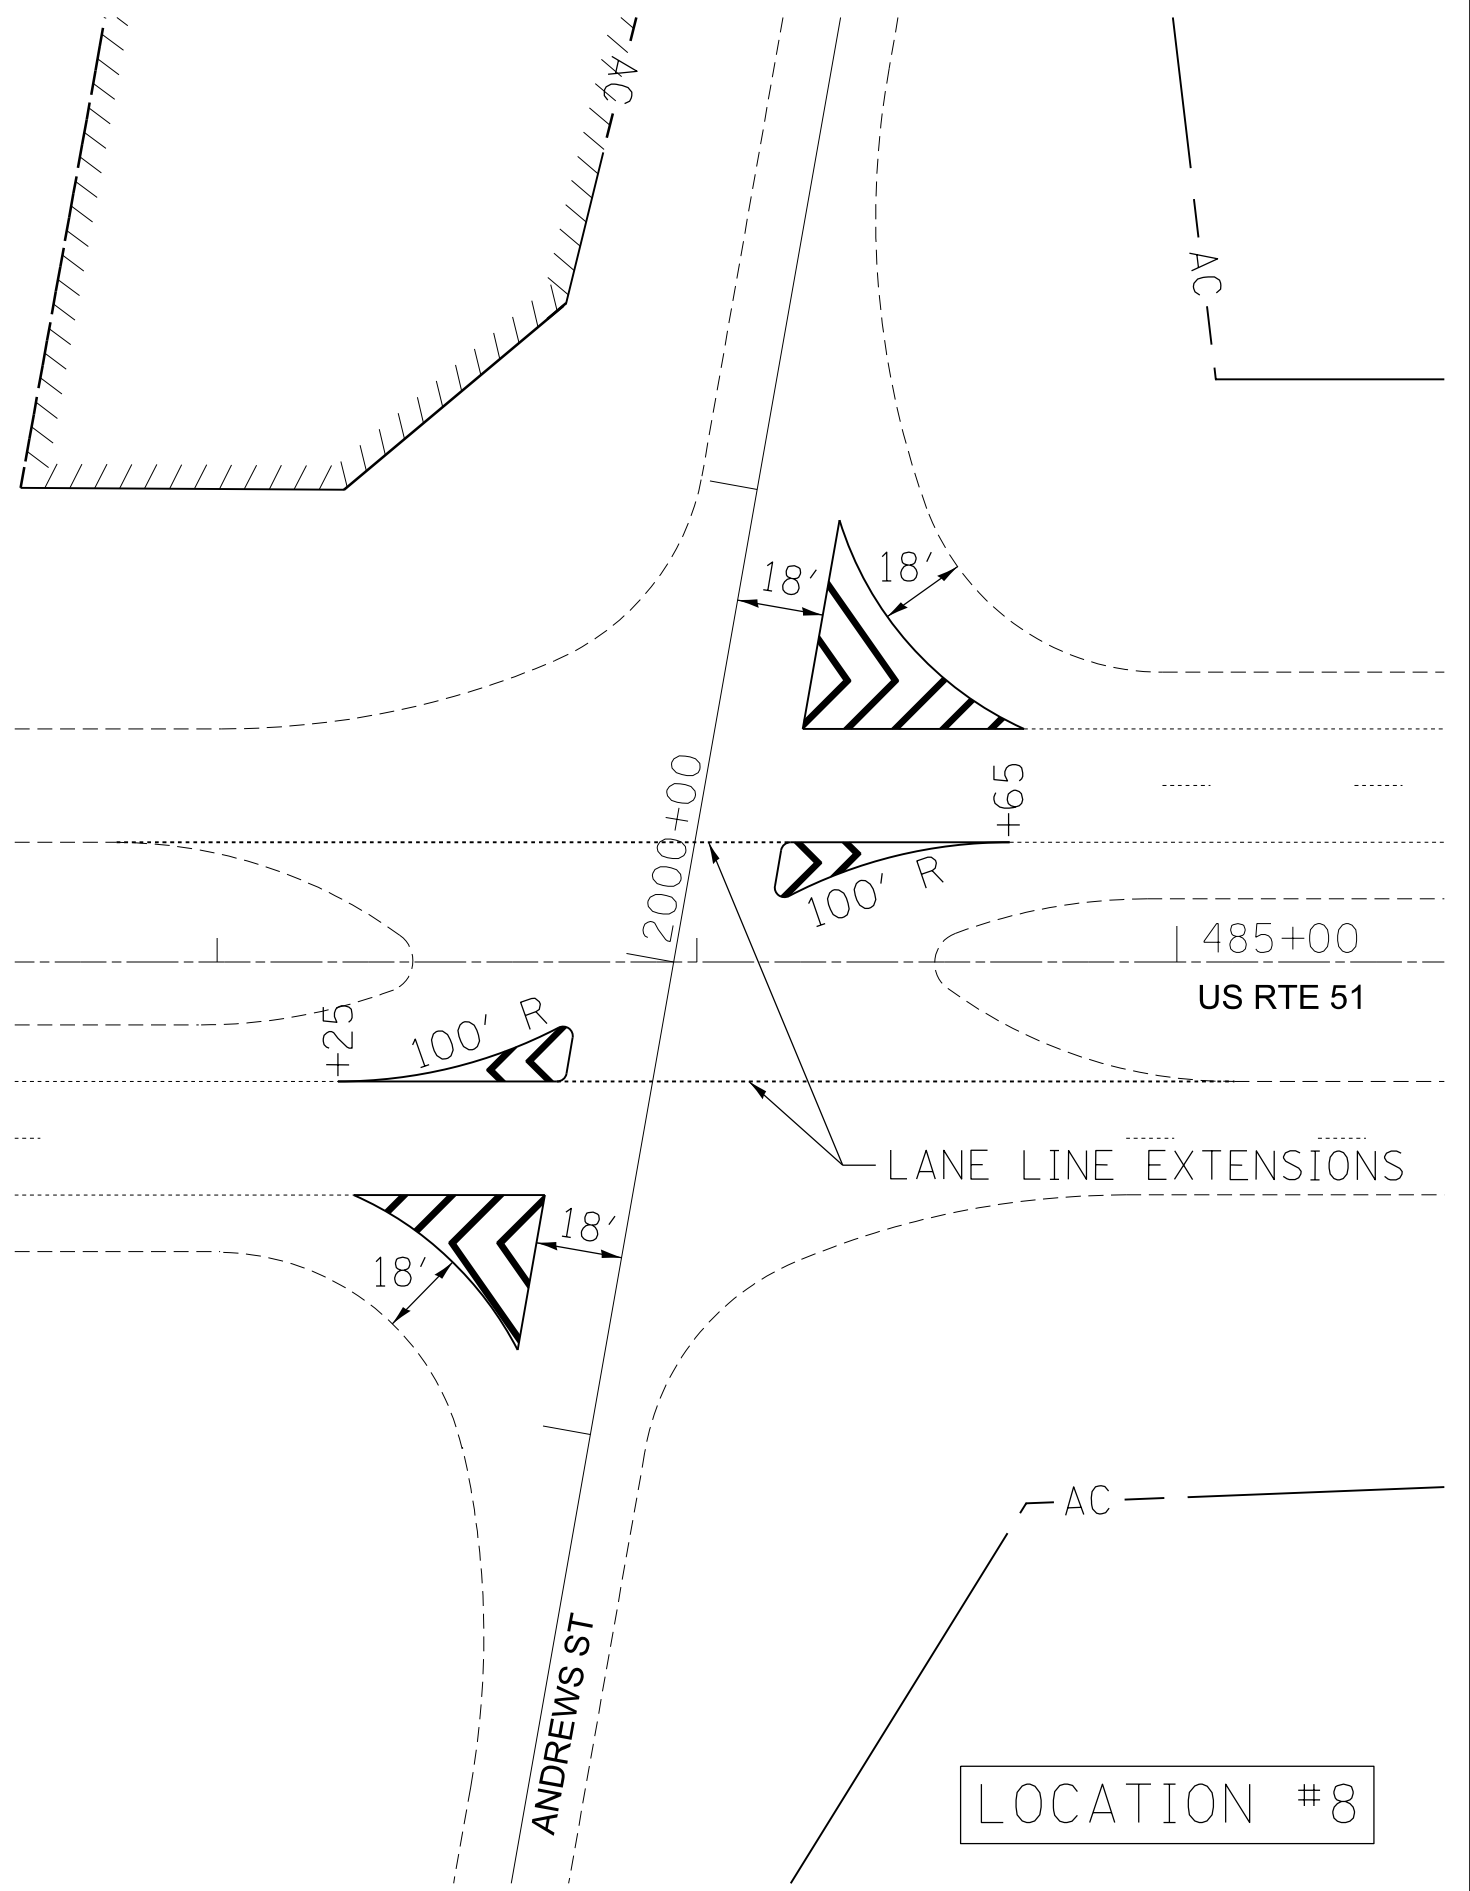 AC
AC
18'
18'
2000+00
+65
100' R
485+00
US RTE 51
+25
100' R
LANE LINE EXTENSIONS
18'
18'
AC
ANDREWS ST
LOCATION #8